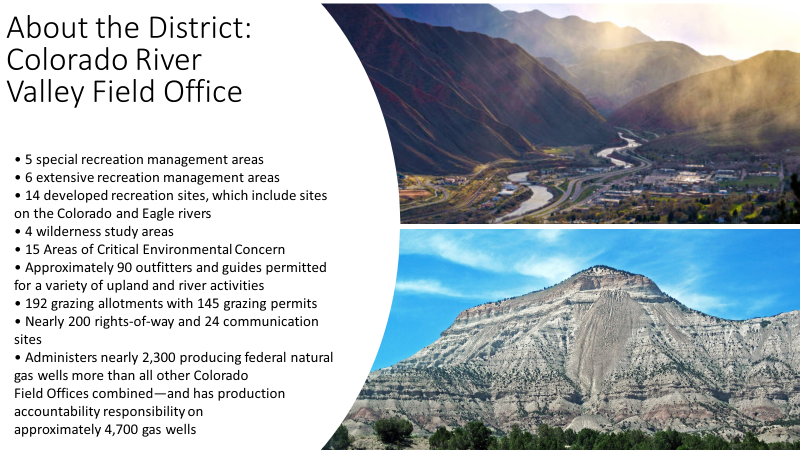 About the District:
Colorado River
Valley Field Office
• 5 special recreation management areas
• 6 extensive recreation management areas
• 14 developed recreation sites, which include sites
on the Colorado and Eagle rivers
• 4 wilderness study areas
• 15 Areas of Critical Environmental Concern
• Approximately 90 outfitters and guides permitted
for a variety of upland and river activities
• 192 grazing allotments with 145 grazing permits
• Nearly 200 rights-of-way and 24 communication
sites
• Administers nearly 2,300 producing federal natural
gas wells more than all other Colorado
Field Offices combined—and has production
accountability responsibility on
approximately 4,700 gas wells